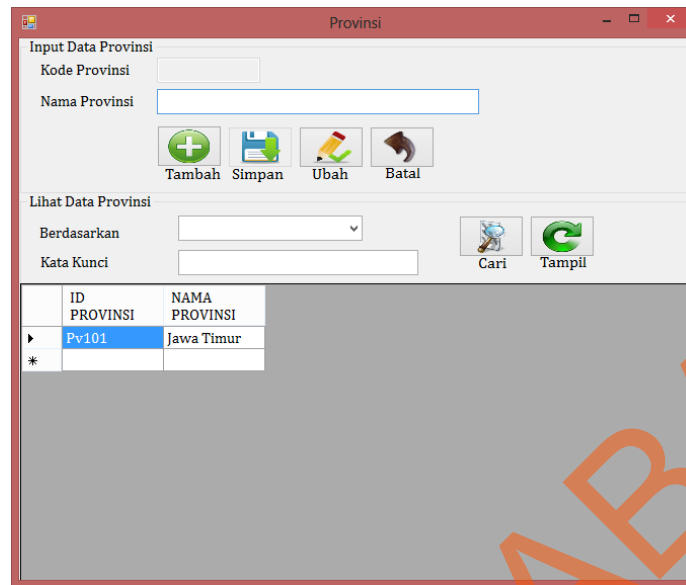 Provinsi
Input Data Provinsi
Kode Provinsi
Nama Provinsi
Tambah Simpan Ubah Batal
Lihat Data Provinsi
Berdasarkan
Kata Kunci
Cari Tampil
ID PROVINSI NAMA PROVINSI
Pv101 Jawa Timur